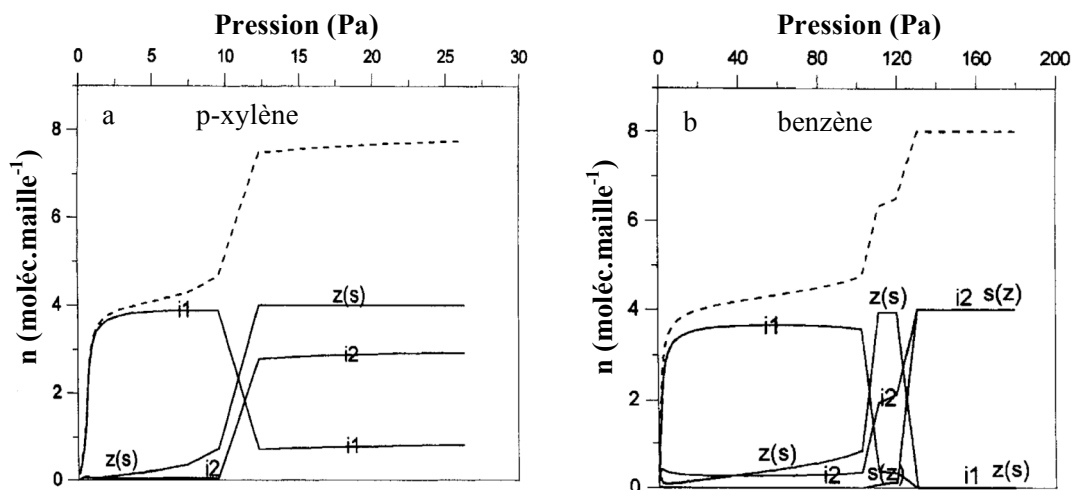 Pression (Pa)
0 5 10 15 20 25 30
a p-xylène
n (moléc.maille⁻¹)
8
6
4
2
0
z(s)
i1
i2
i1
z(s)
i2
Pression (Pa)
0 40 80 120 160 200
b benzène
n (moléc.maille⁻¹)
8
6
4
2
0
z(s)
i2 s(z)
i1
i2
z(s)
i2
s(z)
i1 z(s)